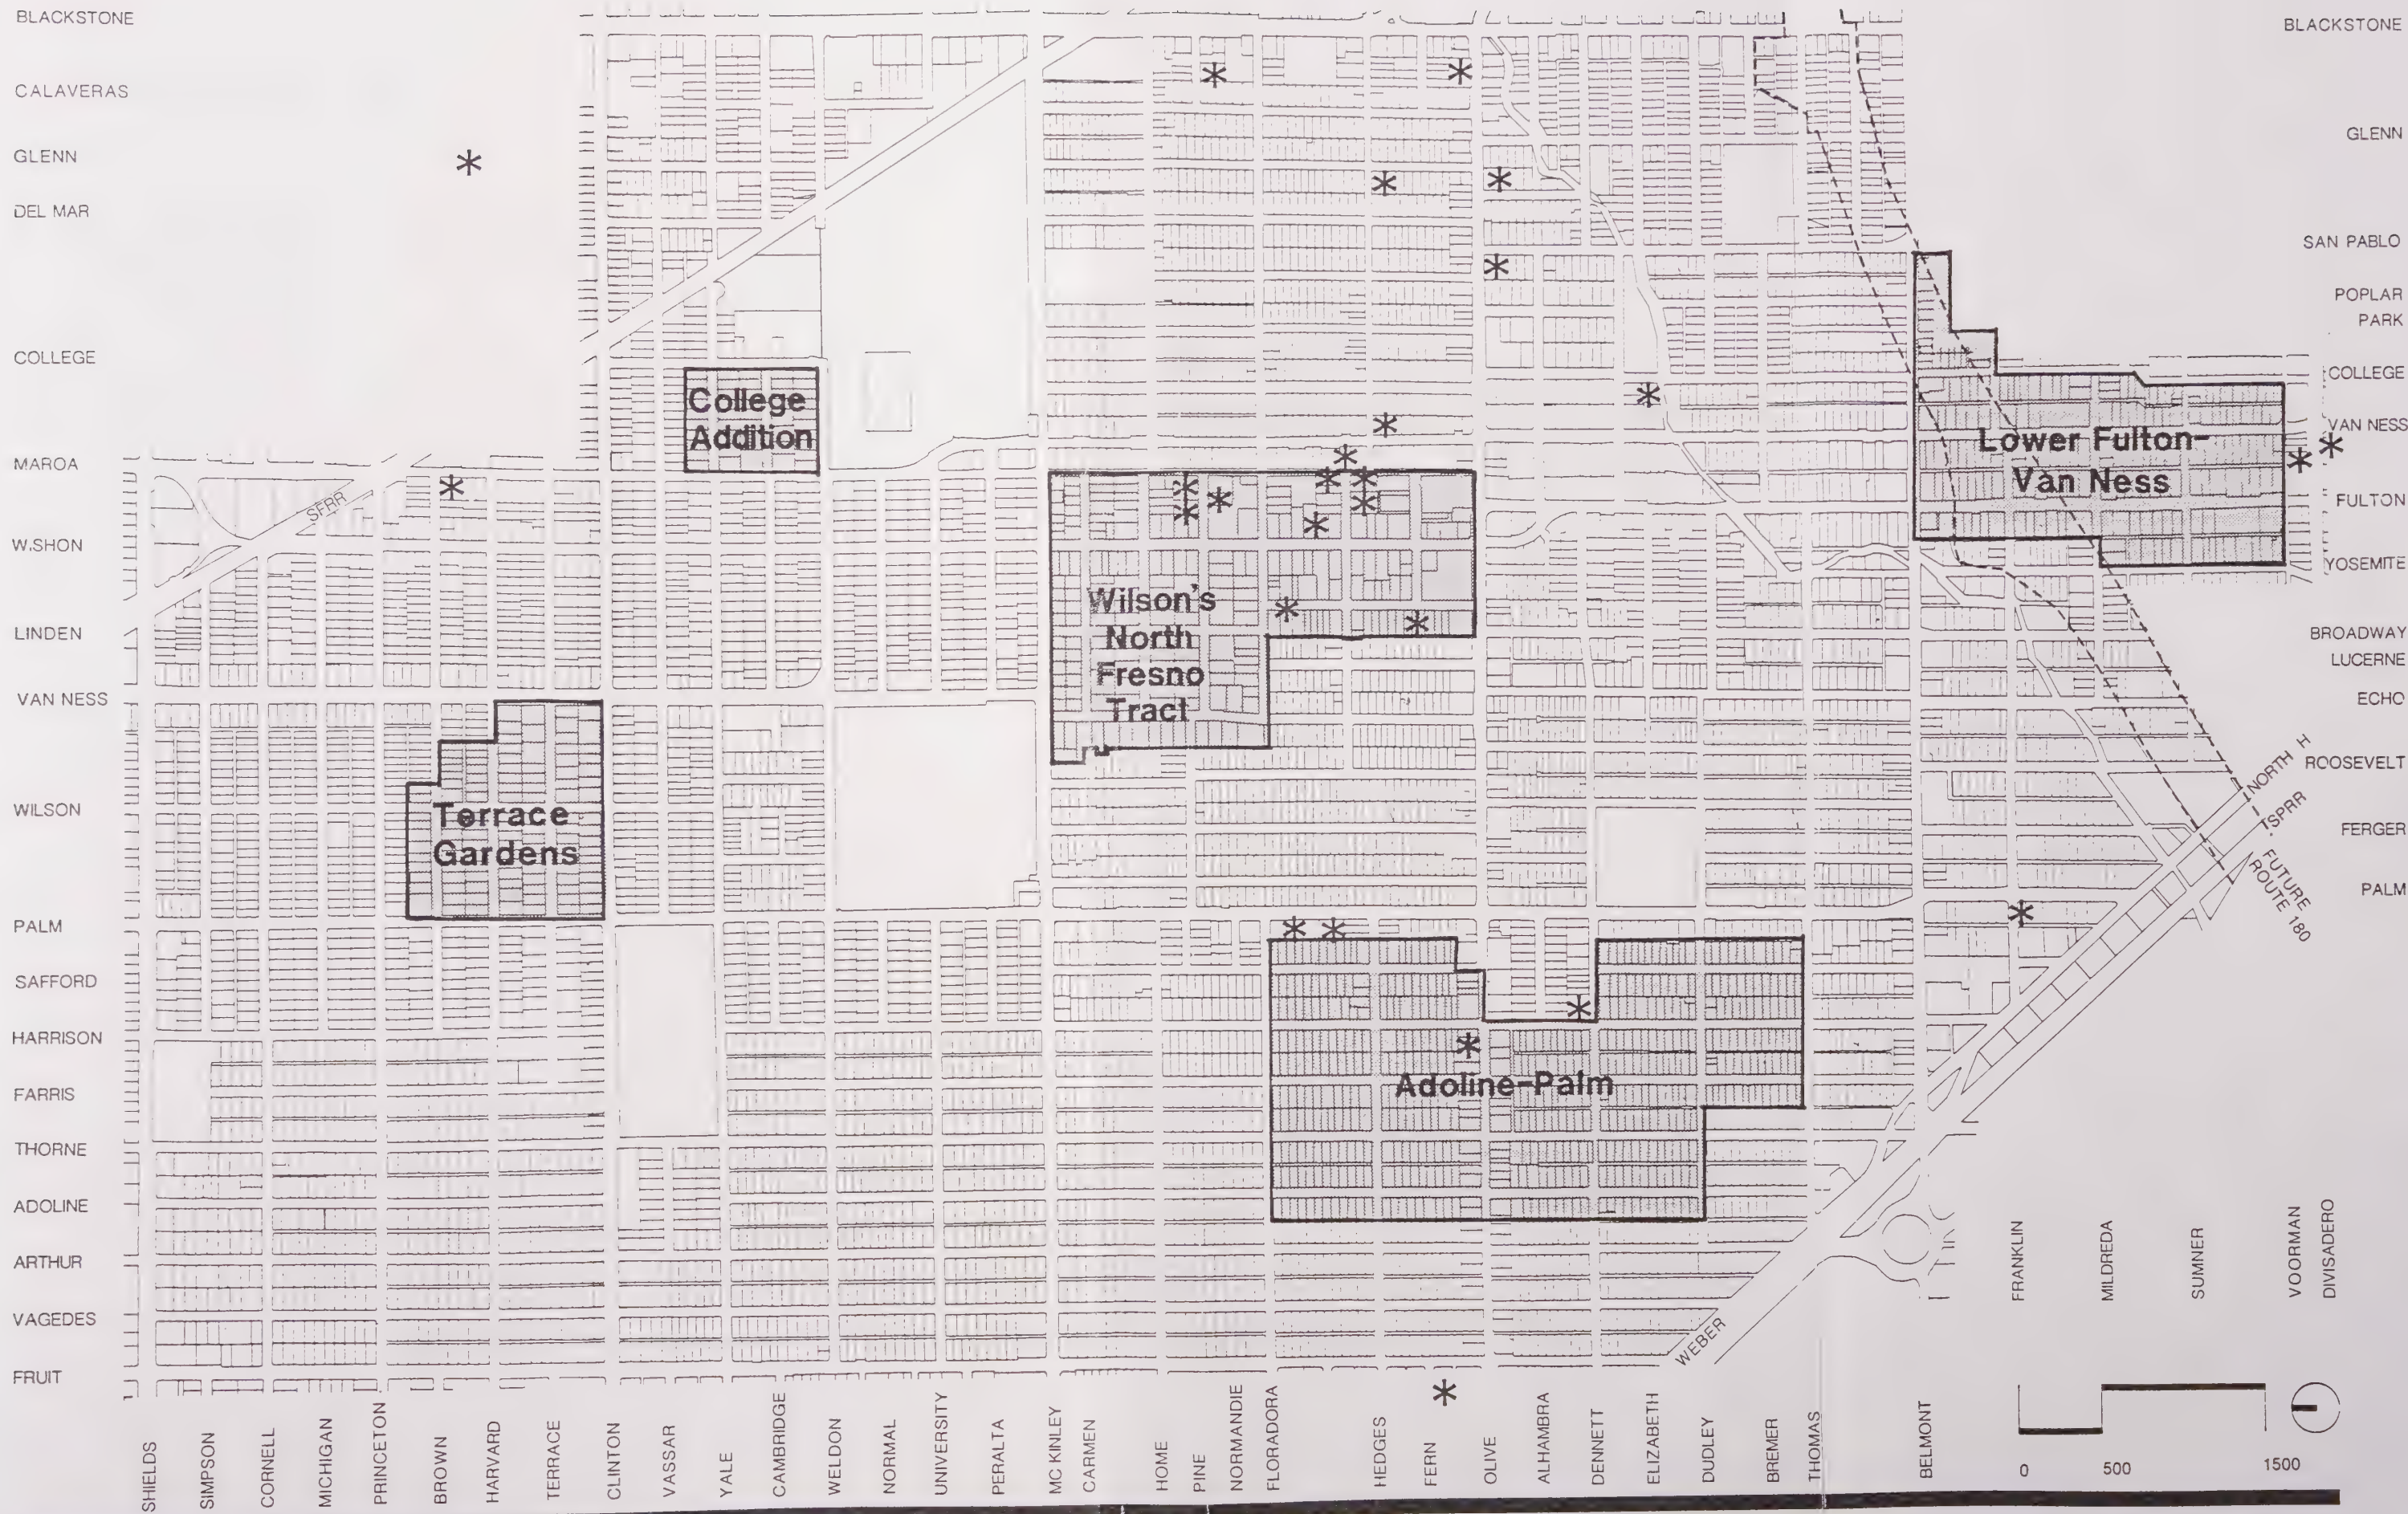 BLACKSTONE
CALAVERAS
GLENN
DEL MAR
COLLEGE
MAROA
W.SHON
LINDEN
VAN NESS
WILSON
PALM
SAFFORD
HARRISON
FARRIS
THORNE
ADOLINE
ARTHUR
VAGEDES
FRUIT
SFRR
College
Addition
Terrace
Gardens
Wilson's
North
Fresno
Tract
Adoline-Palm
Lower Fulton-
Van Ness
BLACKSTONE
GLENN
SAN PABLO
POPLAR
PARK
COLLEGE
VAN NESS
FULTON
YOSEMITE
BROADWAY
LUCERNE
ECHO
ROOSEVELT
FERGER
PALM
NORTH H
SPRR
FUTURE
ROUTE 180
WEBER
SHIELDS
SIMPSON
CORNELL
MICHIGAN
PRINCETON
BROWN
HARVARD
TERRACE
CLINTON
VASSAR
YALE
CAMBRIDGE
WELDON
NORMAL
UNIVERSITY
PERALTA
MC KINLEY
CARMEN
HOME
PINE
NORMANDIE
FLORADORA
HEDGES
FERN
OLIVE
ALHAMBRA
DENNETT
ELIZABETH
DUDLEY
BREMER
THOMAS
BELMONT
FRANKLIN
MILDREDA
SUMNER
VOORMAN
DIVISADERO
0 500 1500